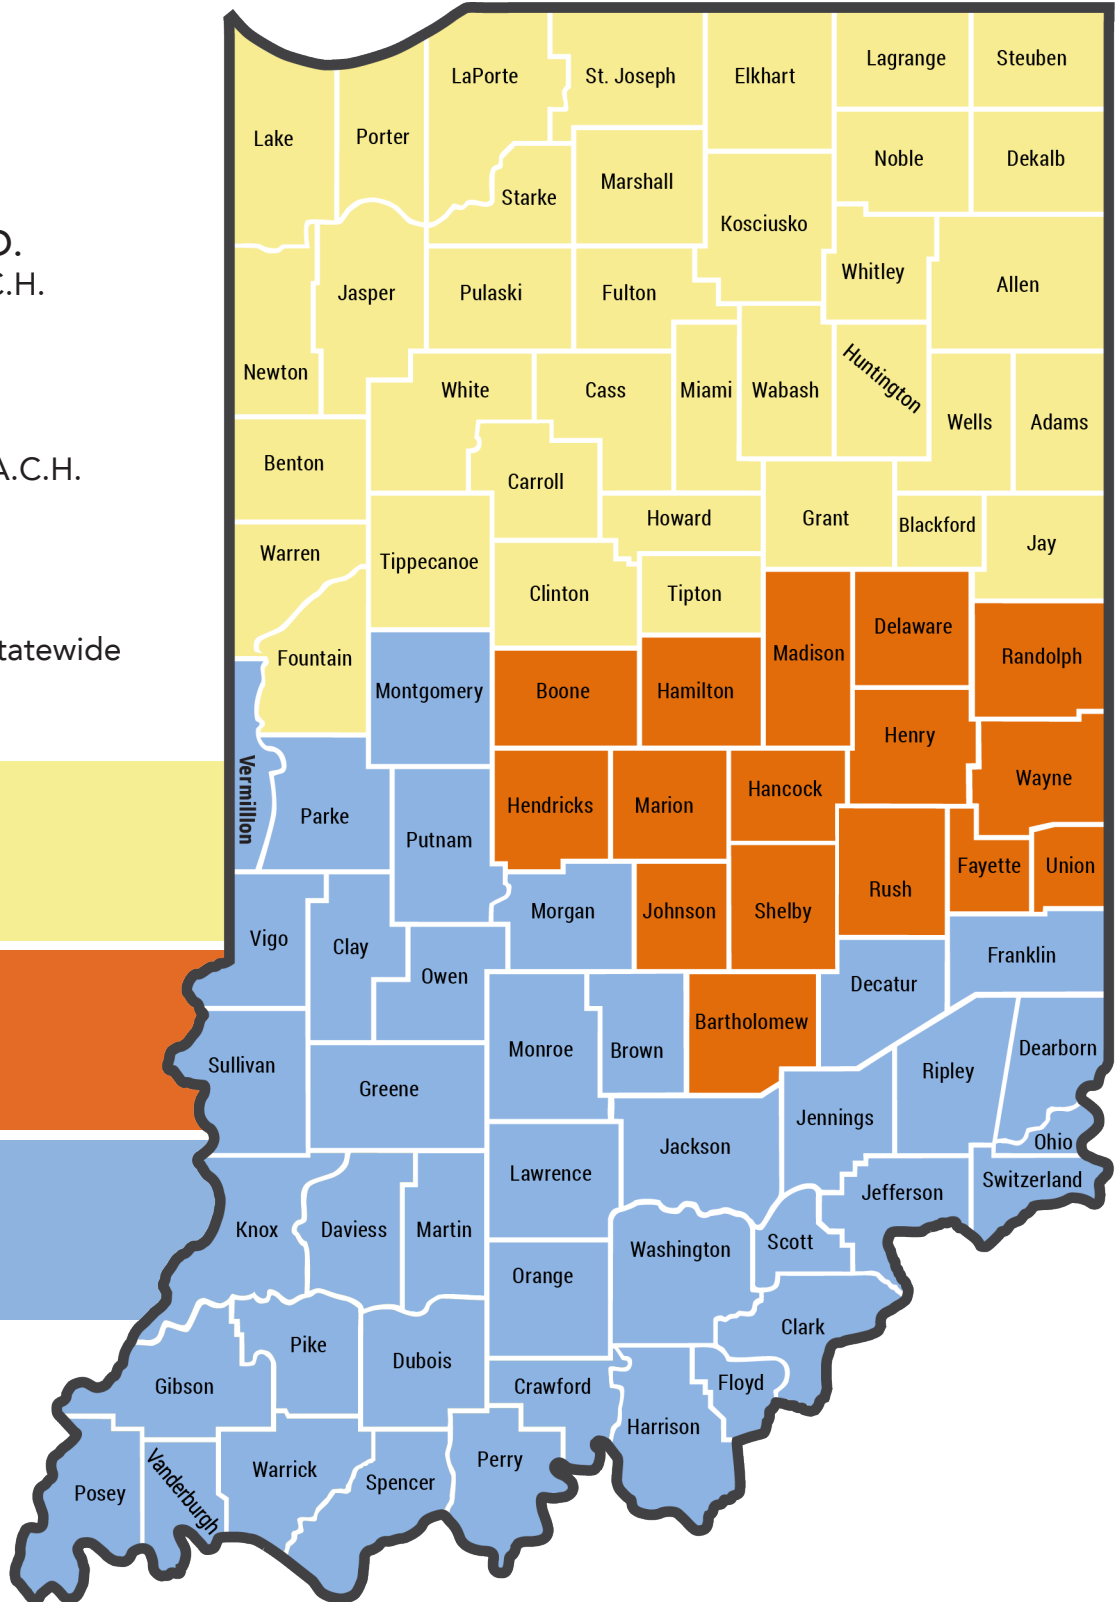 Lagrange
Steuben
LaPorte
St. Joseph
Elkhart
Lake
Porter
Noble
Dekalb
Marshall
Starke
Kosciusko
O.
C.H.
Whitley
Allen
Jasper
Pulaski
Fulton
Newton
White
Cass
Miami
Wabash
Huntington
Wells
Adams
Benton
A.C.H.
Carroll
Howard
Grant
Blackford
Jay
Warren
Tippecanoe
Clinton
Tipton
Delaware
tatewide
Fountain
Madison
Randolph
Montgomery
Boone
Hamilton
Henry
Vermillion
Wayne
Hancock
Hendricks
Marion
Parke
Putnam
Fayette
Union
Rush
Morgan
Johnson
Shelby
Vigo
Clay
Franklin
Owen
Decatur
Bartholomew
Monroe
Brown
Dearborn
Sullivan
Ripley
Greene
Jennings
Jackson
Ohio
Lawrence
Switzerland
Jefferson
Knox
Daviess
Martin
Washington
Scott
Orange
Clark
Pike
Dubois
Gibson
Crawford
Floyd
Harrison
Perry
Warrick
Spencer
Posey
Vanderburgh